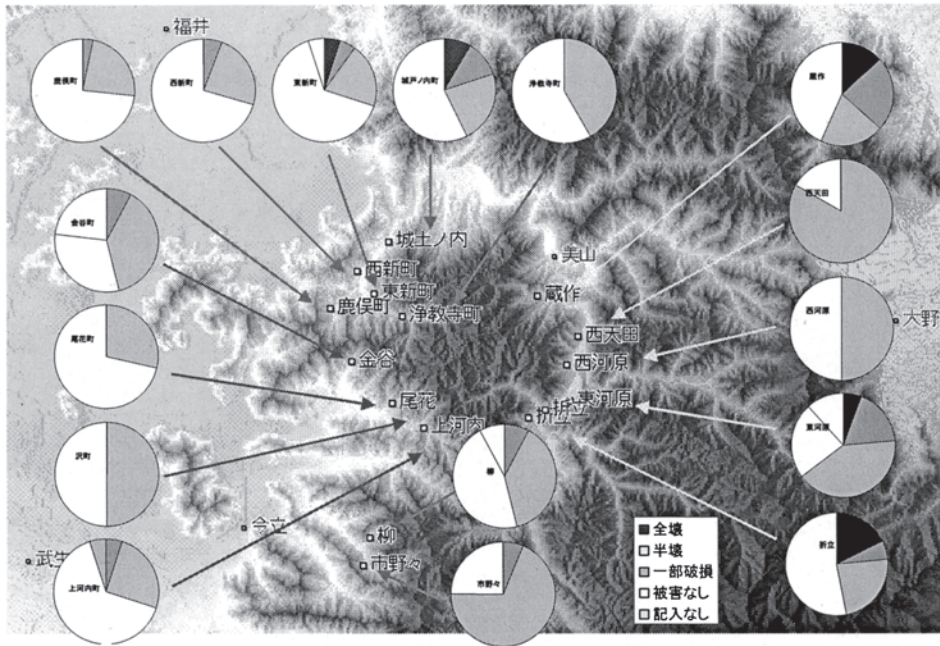 福井
鹿俣町
西新町
東新町
城戸ノ内町
浄教寺町
蔵作
西天田
金谷町
城土ノ内
美山
西新町
東新町
蔵作
鹿俣町
浄教寺町
西河原
大野
西天田
尾花町
金谷
西河原
尾花
折立
東河原
折立
上河内
東河原
沢町
柳
今立
柳
全壊
半壊
一部破損
被害なし
記入なし
武生
市野々
上河内町
市野々
折立